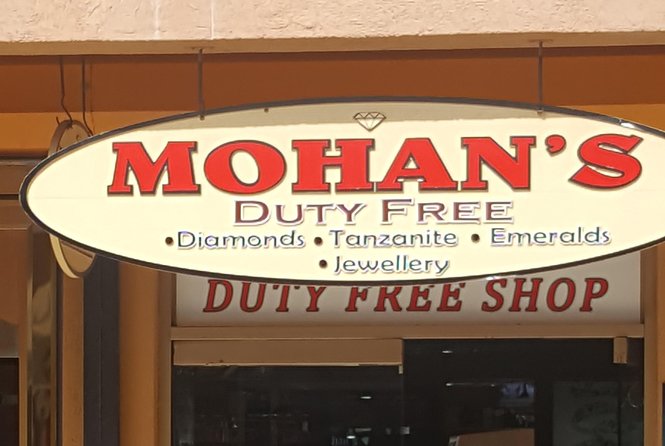 MOHAN'S
DUTY FREE
•Diamonds • Tanzanite • Emeralds
• Jewellery
DUTY FREE SHOP